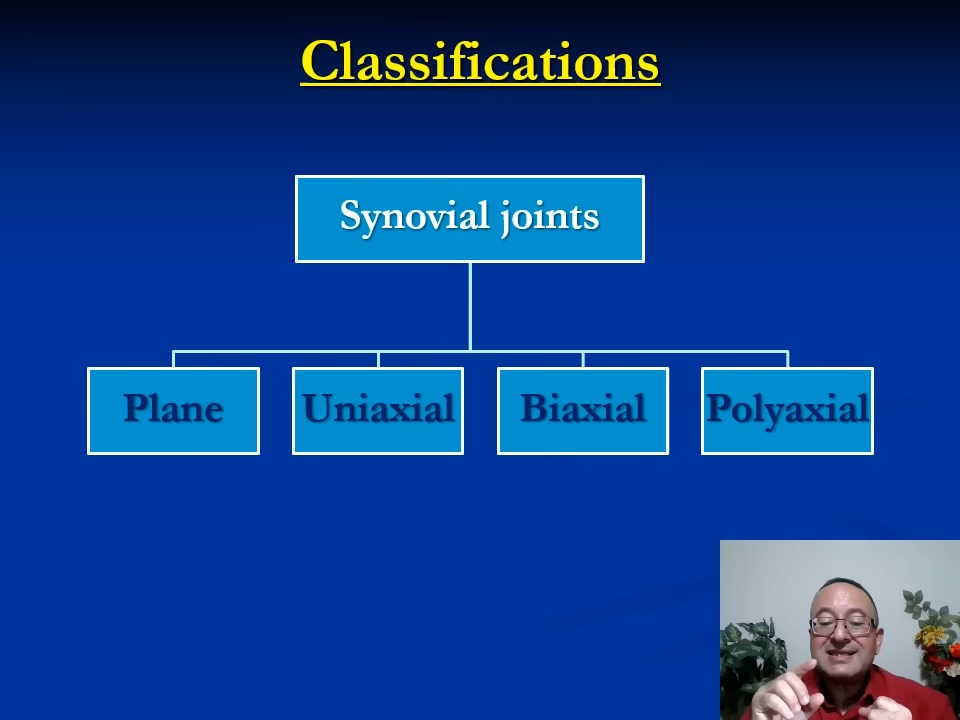 Classifications
Synovial joints
Plane
Uniaxial
Biaxial
Polyaxial